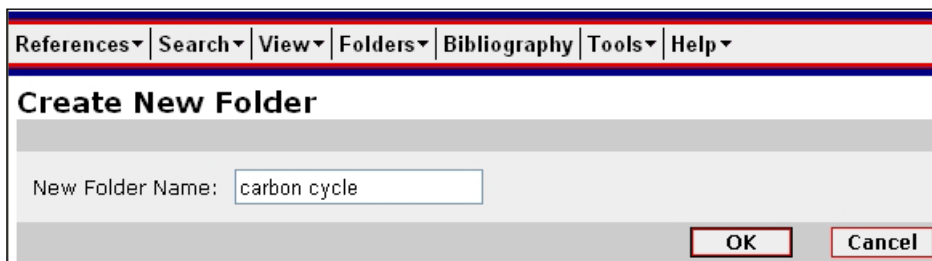 References▾ Search▾ View▾ Folders▾ Bibliography Tools▾ Help▾
Create New Folder
New Folder Name: carbon cycle
OK Cancel